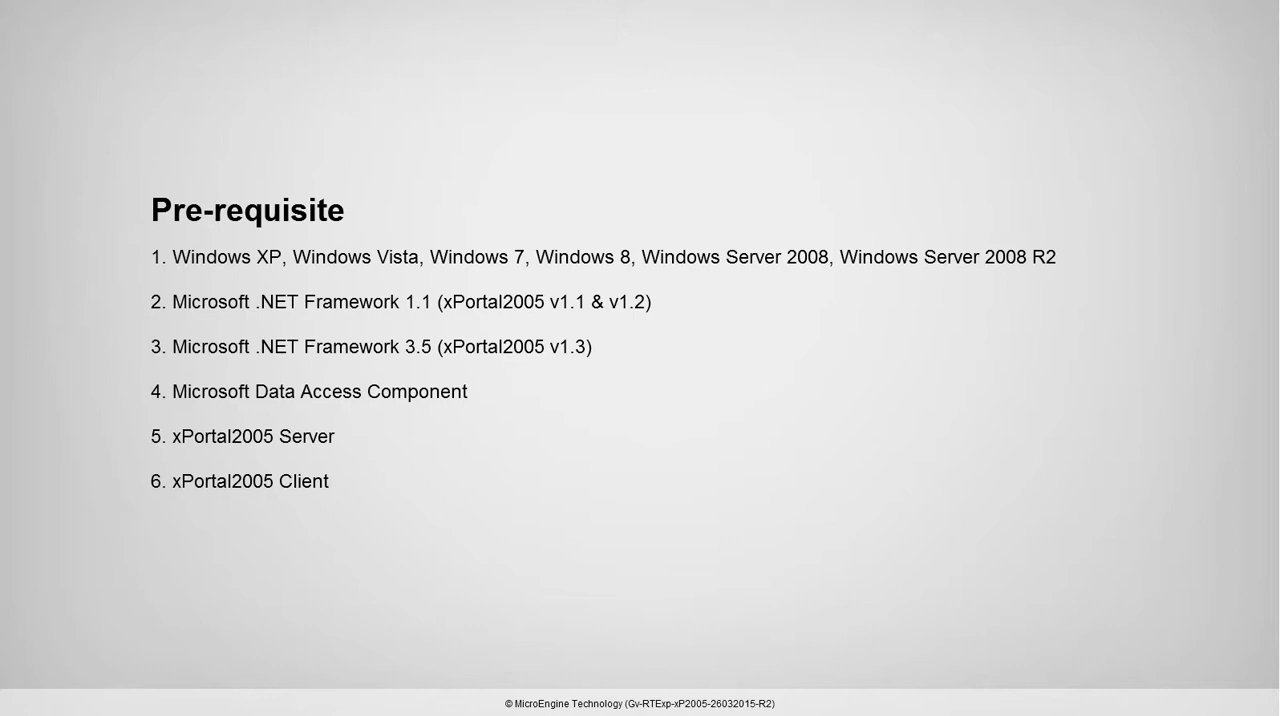 Pre-requisite
1. Windows XP, Windows Vista, Windows 7, Windows 8, Windows Server 2008, Windows Server 2008 R2
2. Microsoft .NET Framework 1.1 (xPortal2005 v1.1 & v1.2)
3. Microsoft .NET Framework 3.5 (xPortal2005 v1.3)
4. Microsoft Data Access Component
5. xPortal2005 Server
6. xPortal2005 Client
© MicroEngine Technology (Gv-RTExp-xP2005-26032015-R2)